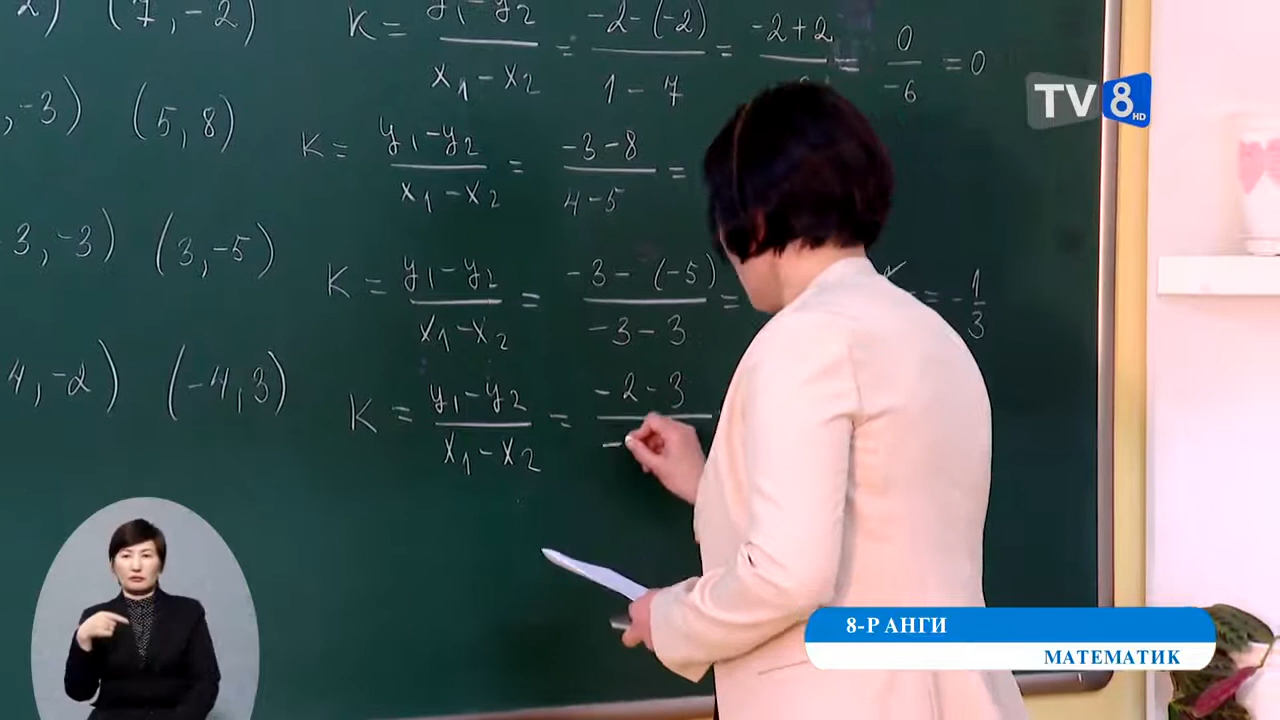 2) (7, -2) K = y₁-y₂ / x₁-x₂ = -2-(-2) / 1-7 = -2+2 / = 0 / -6 = 0
TV8 HD
, -3) (5, 8) K = y₁-y₂ / x₁-x₂ = -3-8 / 4-5 =
3, -3) (3, -5) K = y₁-y₂ / x₁-x₂ = -3-(-5) / -3-3 = = -1/3
4, -2) (-4, 3) K = y₁-y₂ / x₁-x₂ = -2-3 / -
8-Р АНГИ
МАТЕМАТИК